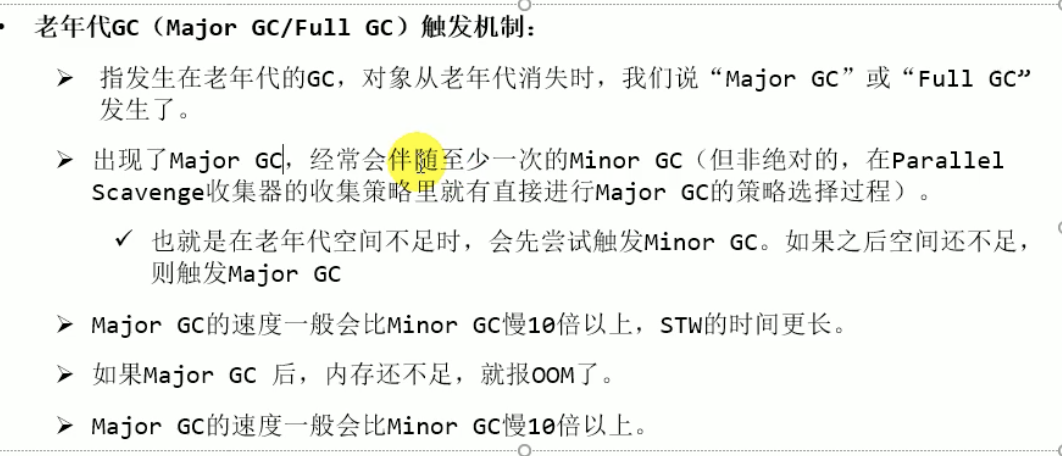 • 老年代GC（Major GC/Full GC）触发机制：
➢ 指发生在老年代的GC，对象从老年代消失时，我们说“Major GC”或“Full GC”
发生了。
➢ 出现了Major GC，经常会伴随至少一次的Minor GC（但非绝对的，在Parallel
Scavenge收集器的收集策略里就有直接进行Major GC的策略选择过程）。
✓ 也就是在老年代空间不足时，会先尝试触发Minor GC。如果之后空间还不足，
则触发Major GC
➢ Major GC的速度一般会比Minor GC慢10倍以上，STW的时间更长。
➢ 如果Major GC 后，内存还不足，就报OOM了。
➢ Major GC的速度一般会比Minor GC慢10倍以上。